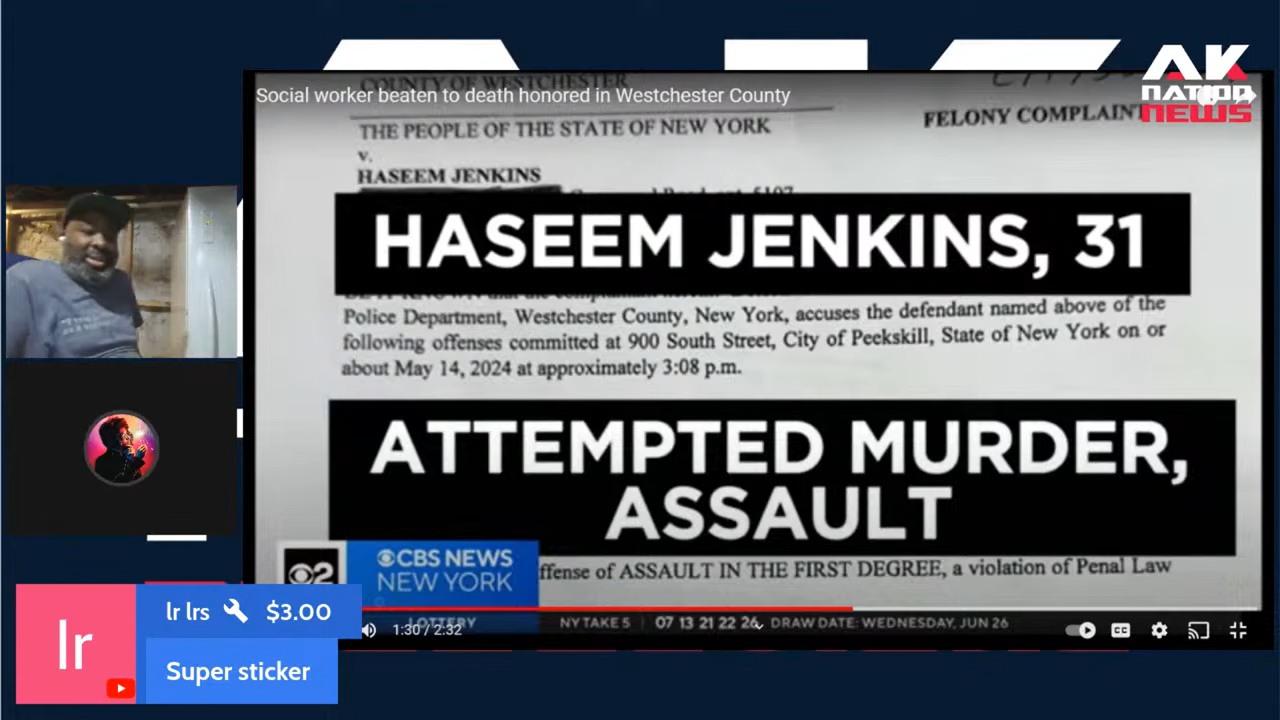 COUNTY OF WESTCHESTER
Social worker beaten to death honored in Westchester County
AK
NATION
NEWS
THE PEOPLE OF THE STATE OF NEW YORK
FELONY COMPLAINT
v.
HASEEM JENKINS
HASEEM JENKINS, 31
Police Department, Westchester County, New York, accuses the defendant named above of the
following offenses committed at 900 South Street, City of Peekskill, State of New York on or
about May 14, 2024 at approximately 3:08 p.m.
ATTEMPTED MURDER,
ASSAULT
2
CBS NEWS
NEW YORK
ffense of ASSAULT IN THE FIRST DEGREE, a violation of Penal Law
1:30 / 2:32
LOTTERY
NY TAKE 5
07 13 21 22 26
DRAW DATE: WEDNESDAY, JUN 26
CC
lr
lr lrs
$3.00
Super sticker